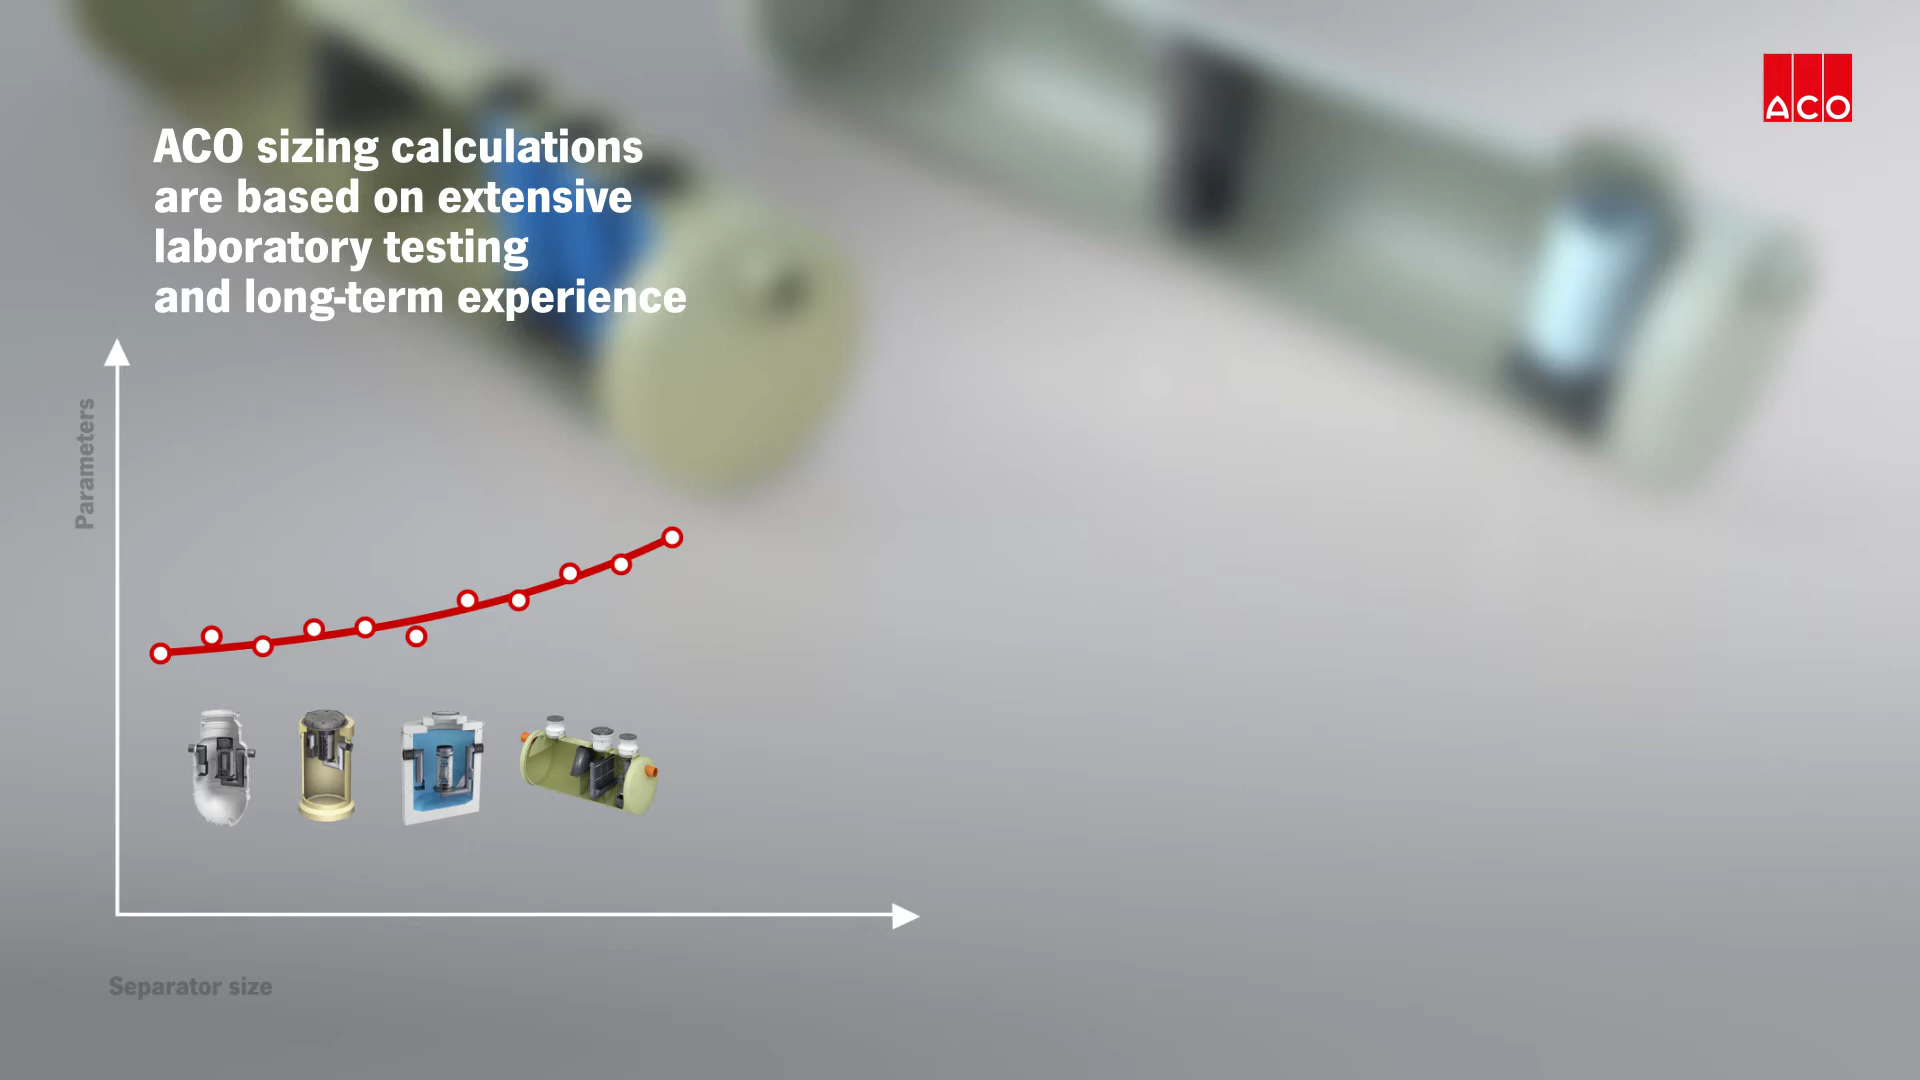 ACO sizing calculations
are based on extensive
laboratory testing
and long-term experience
ACO
Parameters
Separator size